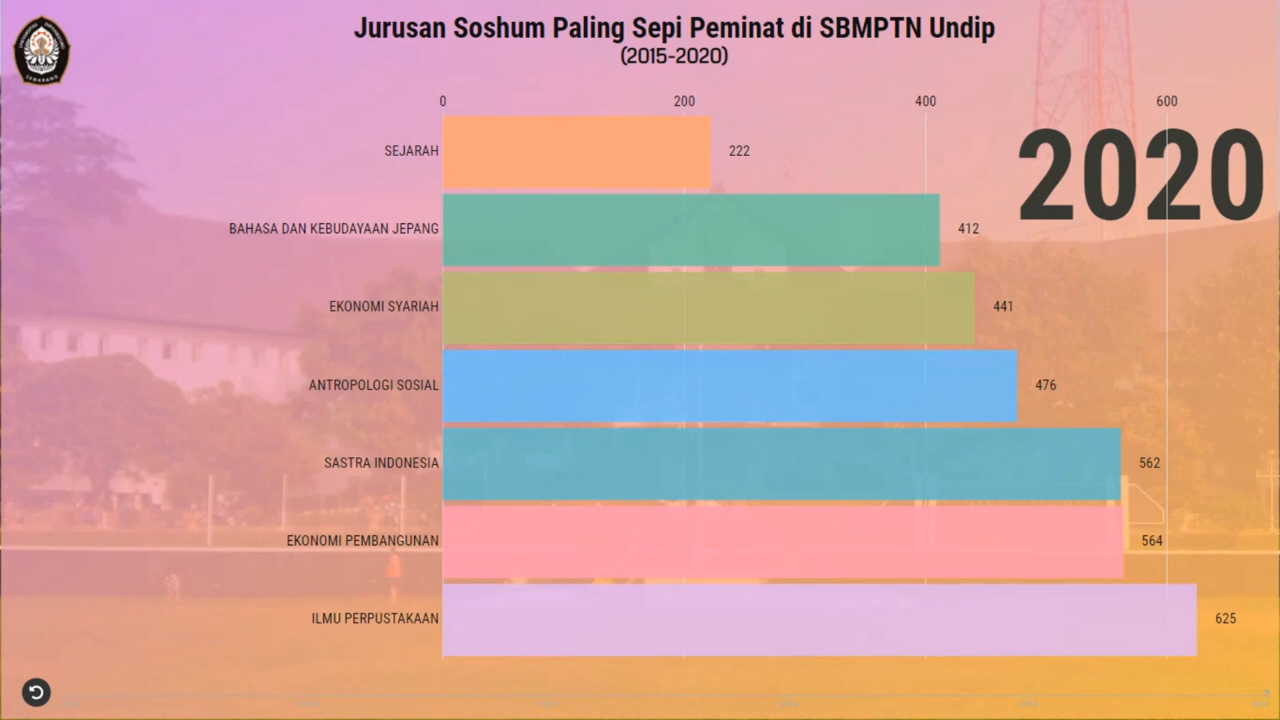 Jurusan Soshum Paling Sepi Peminat di SBMPTN Undip
(2015-2020)
0 200 400 600
2020
SEJARAH 222
BAHASA DAN KEBUDAYAAN JEPANG 412
EKONOMI SYARIAH 441
ANTROPOLOGI SOSIAL 476
SASTRA INDONESIA 562
EKONOMI PEMBANGUNAN 564
ILMU PERPUSTAKAAN 625